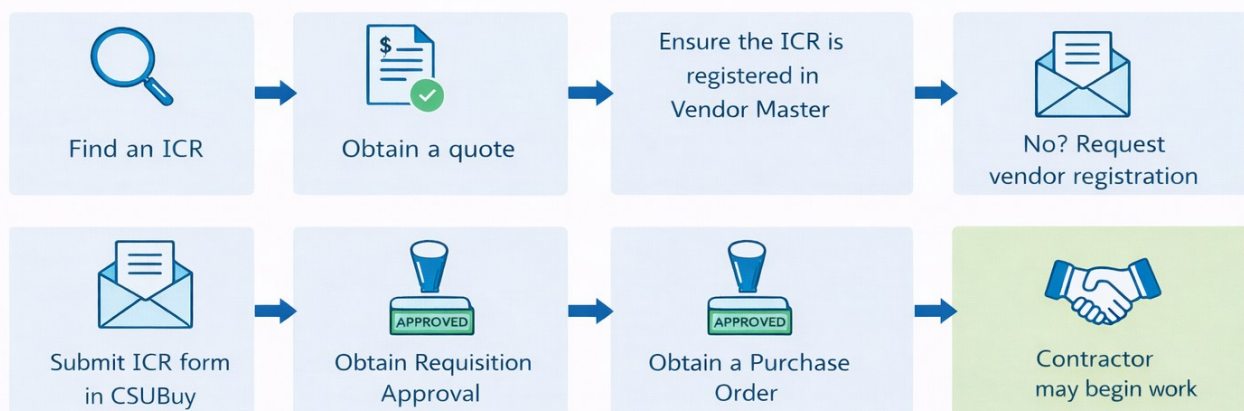 Find an ICR
$
Obtain a quote
Ensure the ICR is
registered in
Vendor Master
No? Request
vendor registration
Submit ICR form
in CSUBuy
APPROVED
Obtain Requisition
Approval
APPROVED
Obtain a Purchase
Order
Contractor
may begin work